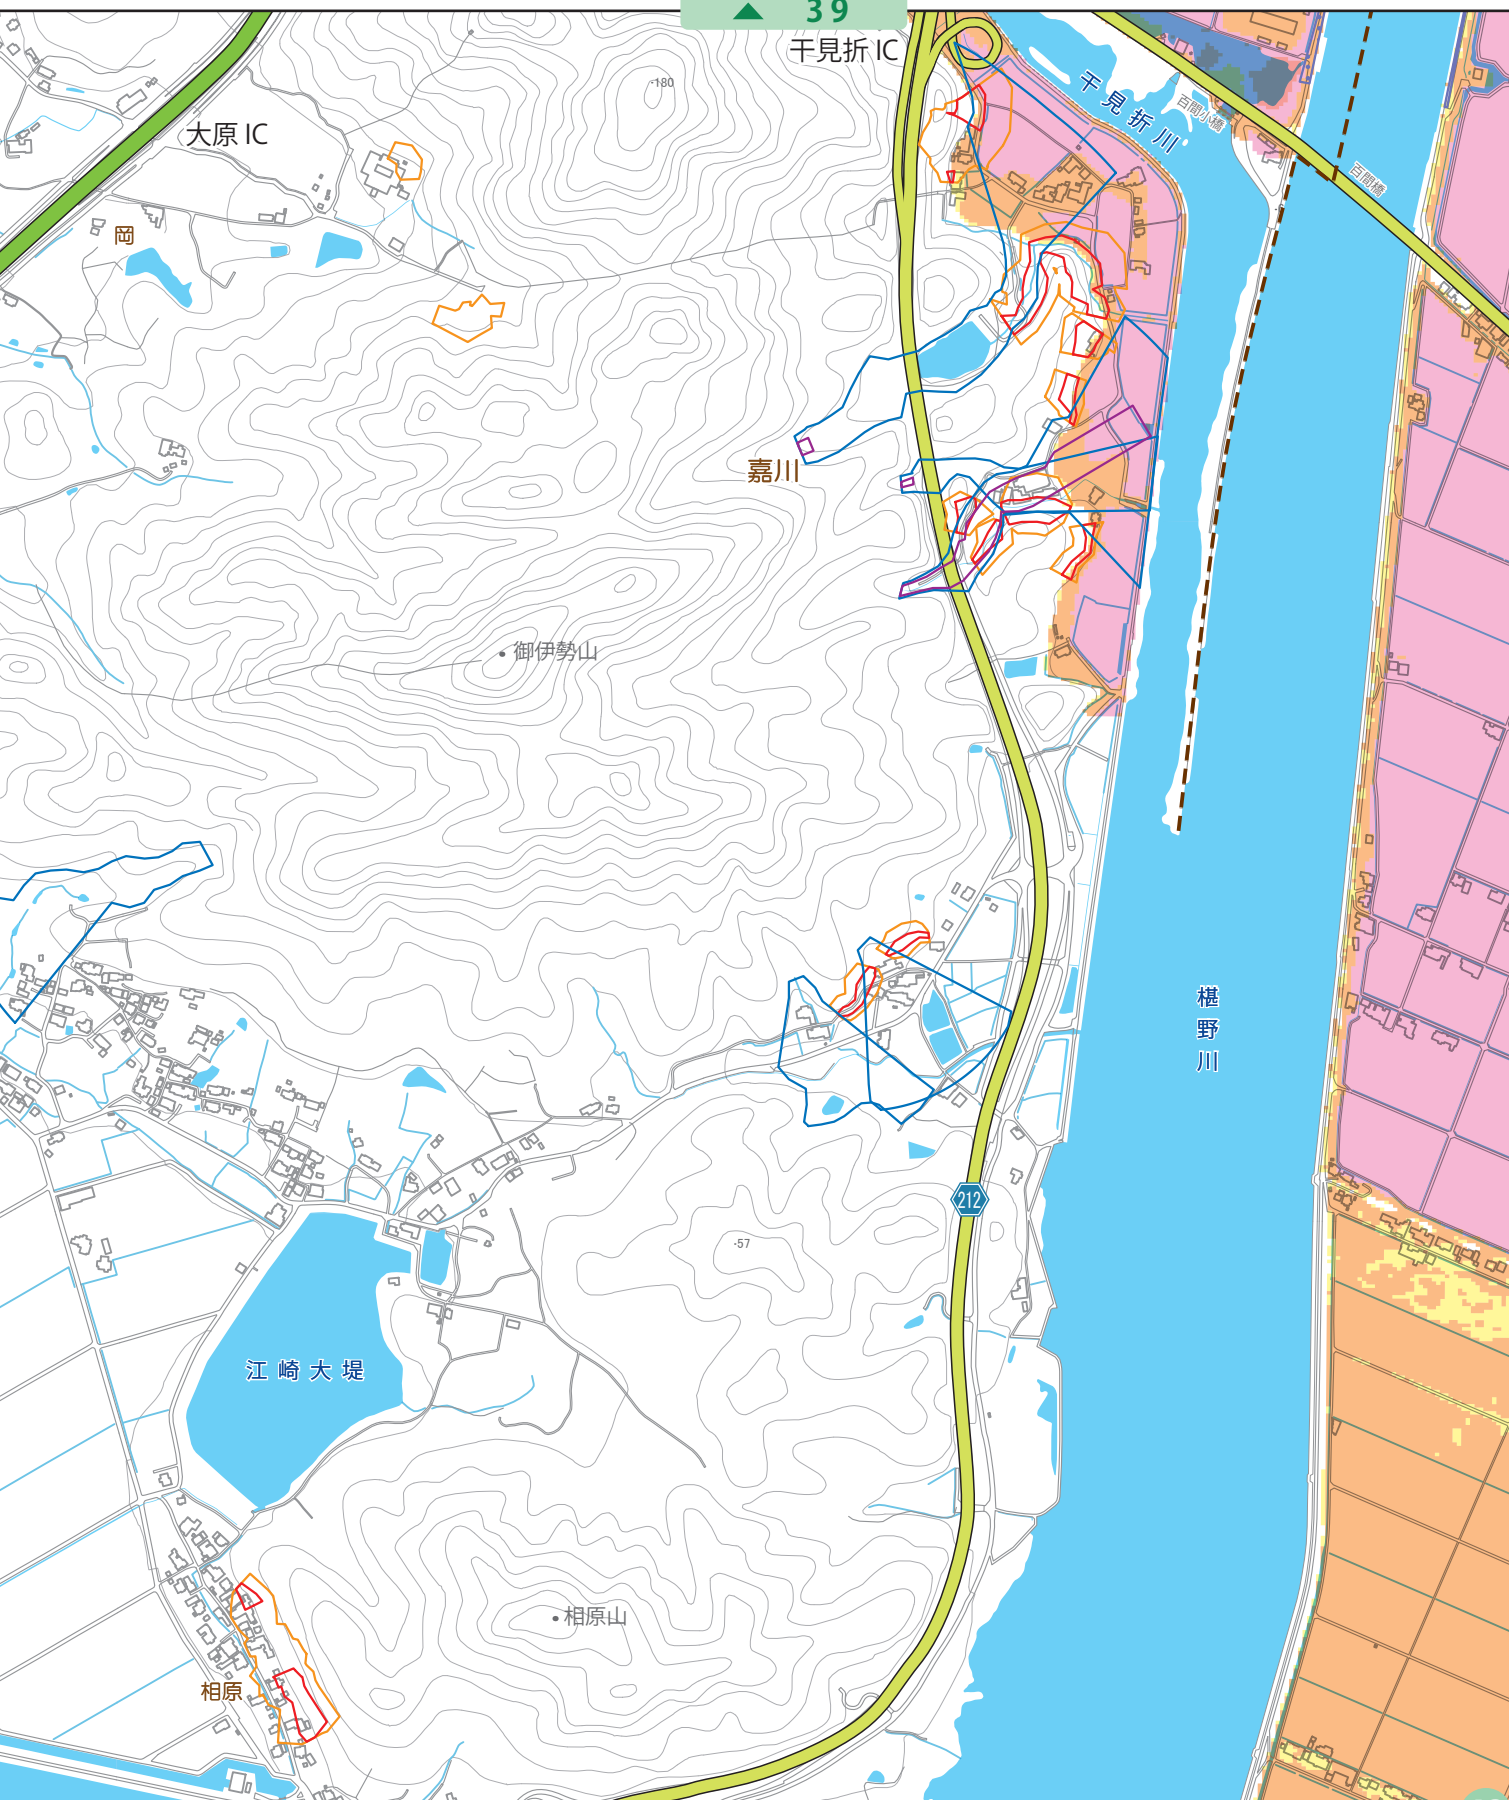 39
干見折 IC
・180
干見折川
百間小橋
大原 IC
百間橋
岡
嘉川
御伊勢山
椹野川
212
・57
江崎大堤
相原山
相原